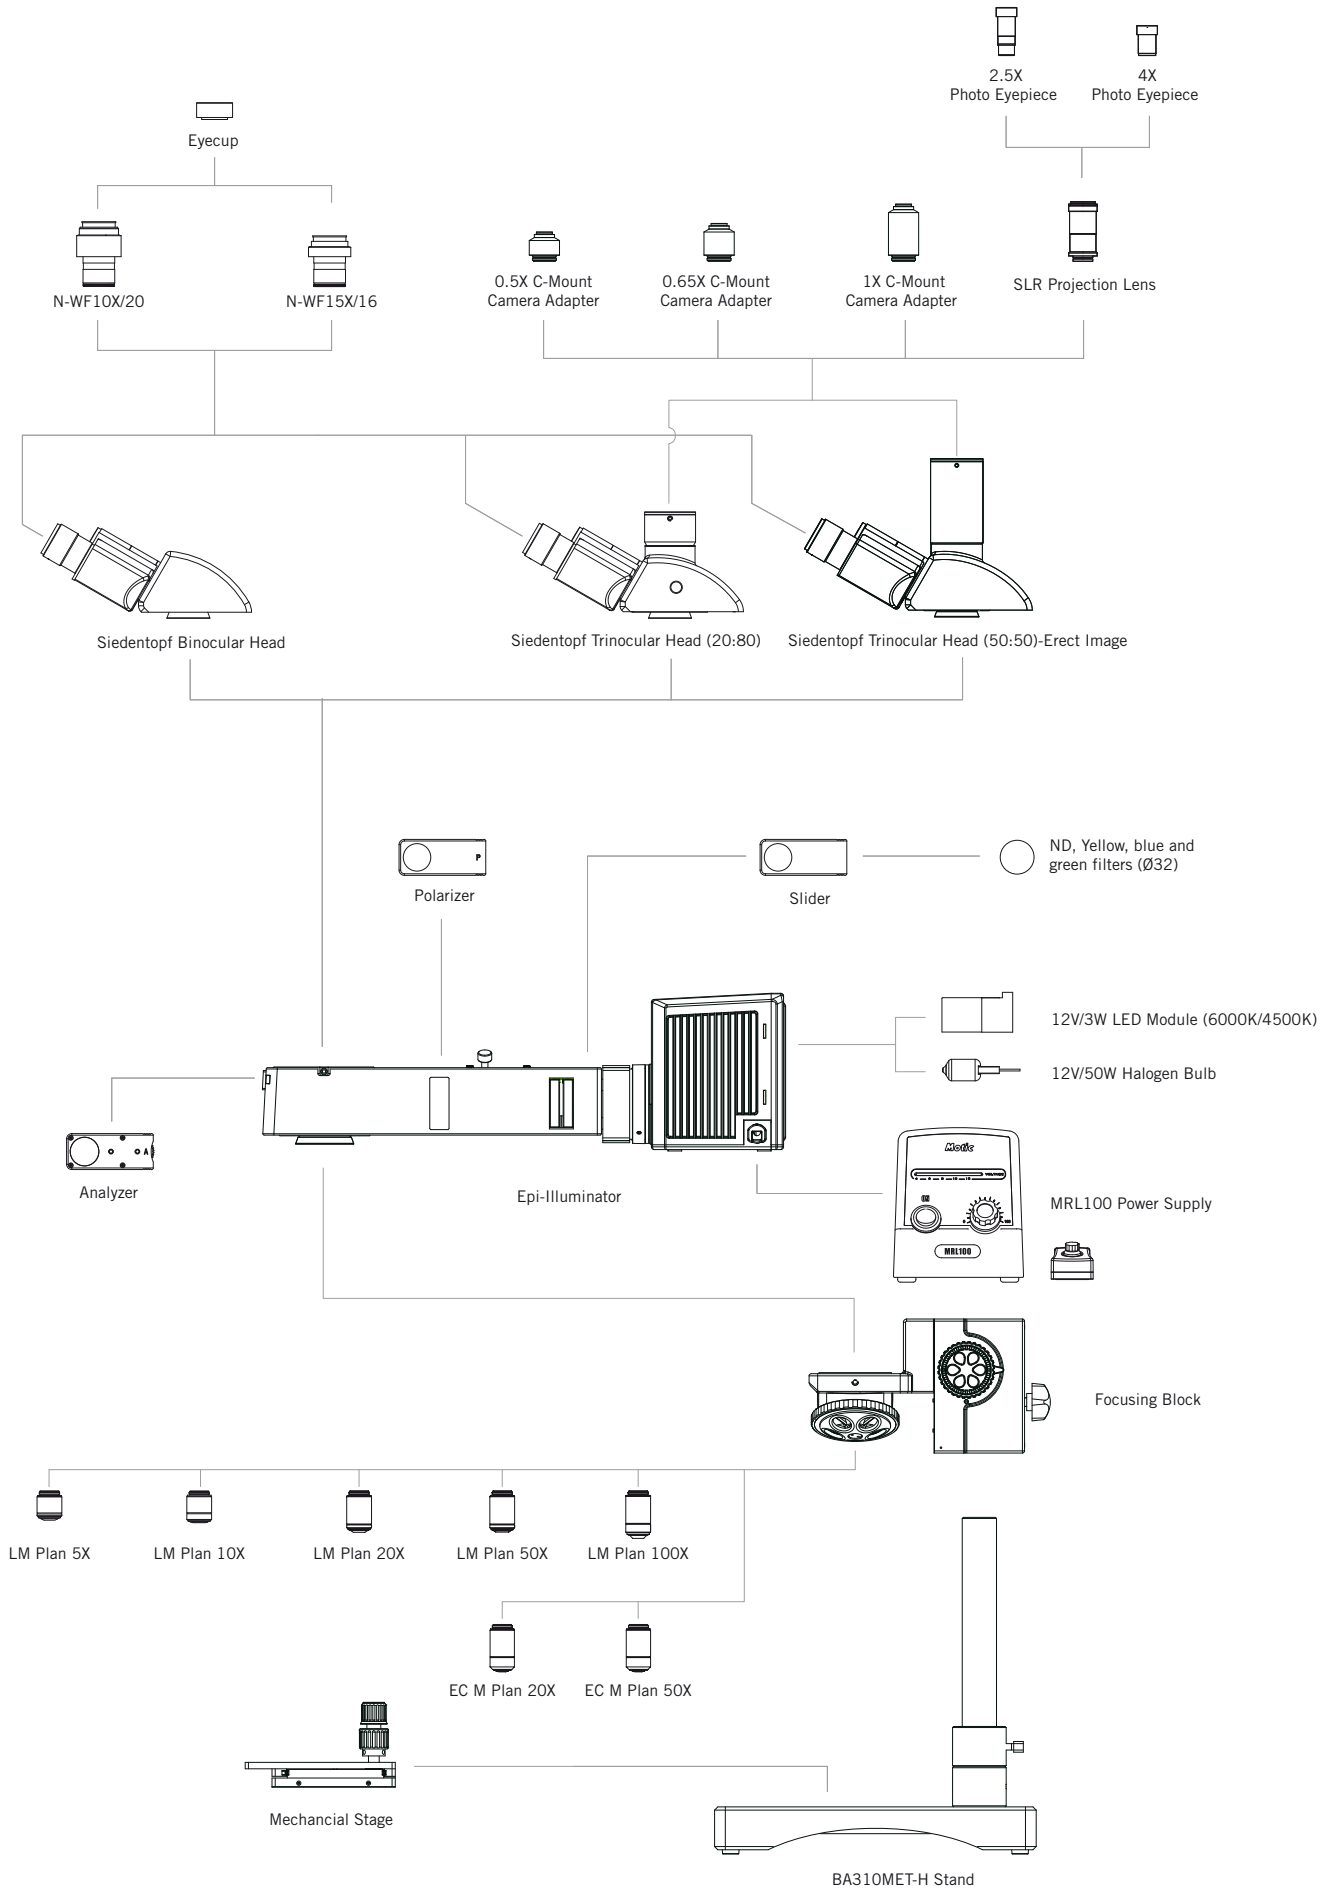 2.5X
Photo Eyepiece
4X
Photo Eyepiece
Eyecup
N-WF10X/20
N-WF15X/16
0.5X C-Mount
Camera Adapter
0.65X C-Mount
Camera Adapter
1X C-Mount
Camera Adapter
SLR Projection Lens
Siedentopf Binocular Head
Siedentopf Trinocular Head (20:80)
Siedentopf Trinocular Head (50:50)-Erect Image
P
Polarizer
Slider
ND, Yellow, blue and
green filters (Ø32)
12V/3W LED Module (6000K/4500K)
12V/50W Halogen Bulb
A
Analyzer
Epi-Illuminator
Motic
MRL100
MRL100 Power Supply
Focusing Block
LM Plan 5X
LM Plan 10X
LM Plan 20X
LM Plan 50X
LM Plan 100X
EC M Plan 20X
EC M Plan 50X
Mechancial Stage
BA310MET-H Stand